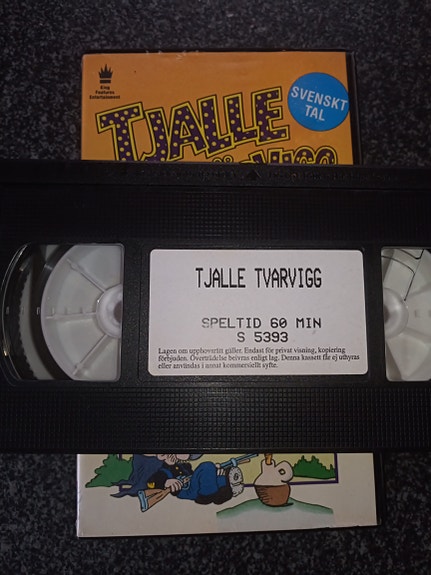 King
Features
Entertainment
SVENSKT
TAL
TJALLE
VIGG
TJALLE TVARVIGG
SPELTID 60 MIN
S 5393
Lagen om upphovsrätt gäller. Endast för privat visning, kopiering
förbjuden. Överträdelse beivras enligt lag. Denna kassett får ej uthyras
eller användas i annat kommersiellt syfte.